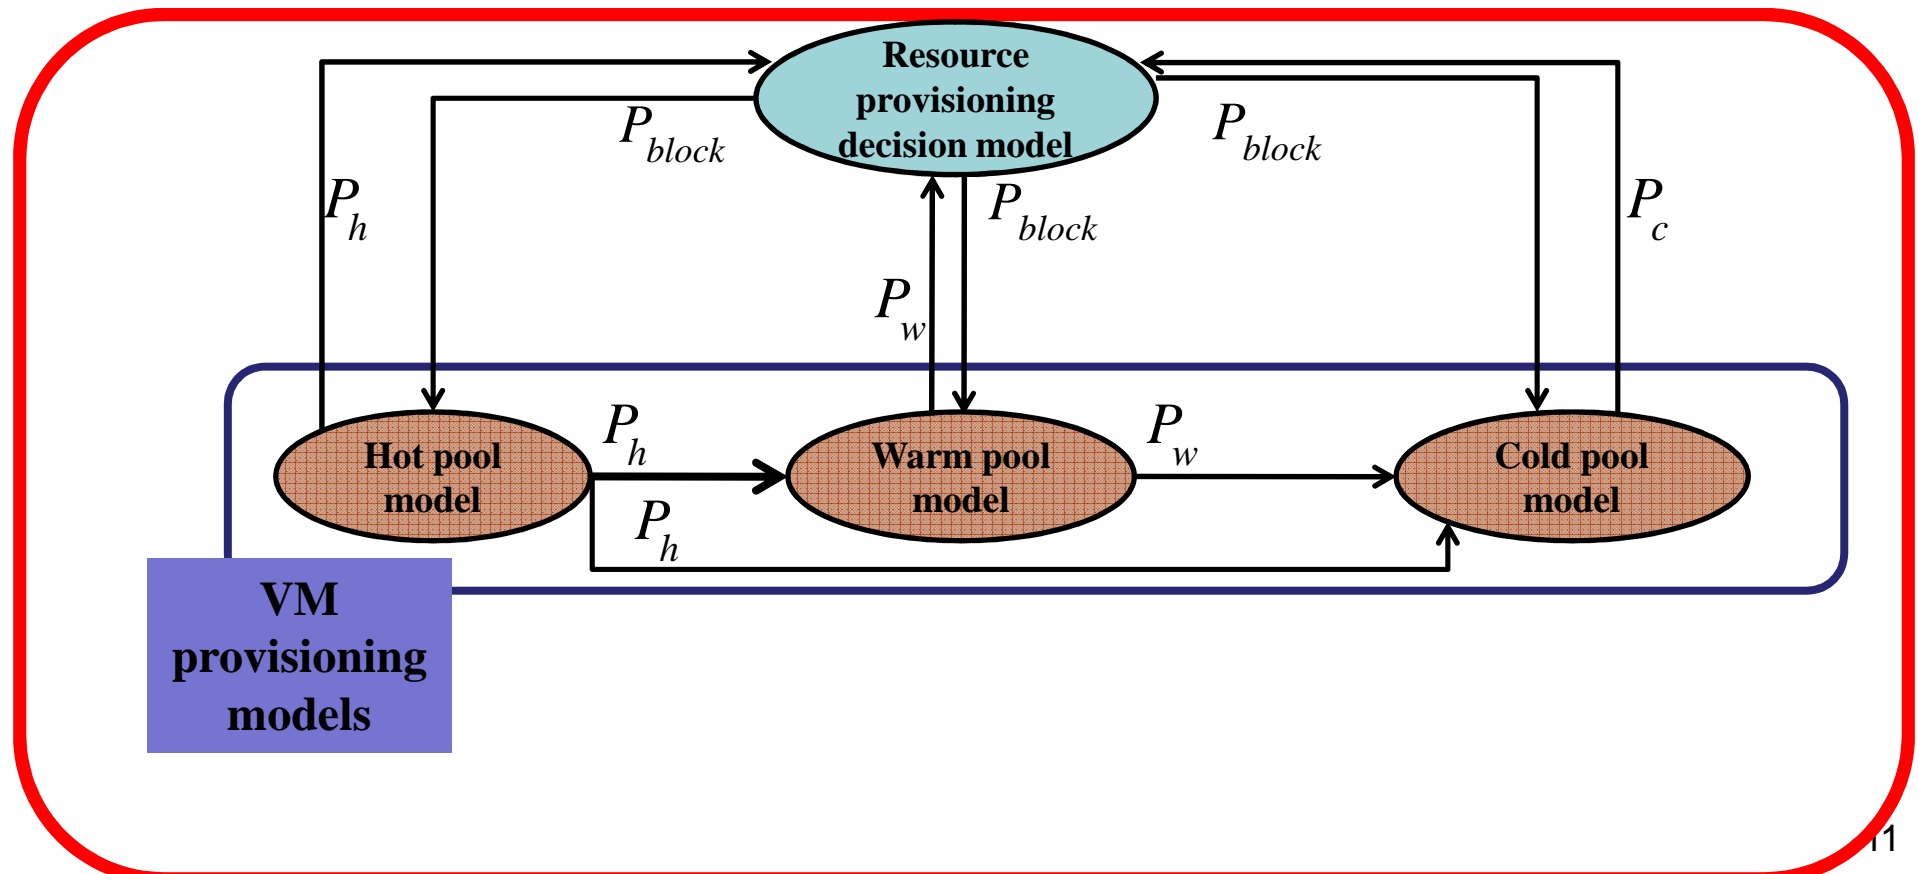 Resource
provisioning
decision model
P block
P block
P h
P block
P c
P w
P h
P w
Hot pool
model
Warm pool
model
Cold pool
model
P h
VM
provisioning
models
11